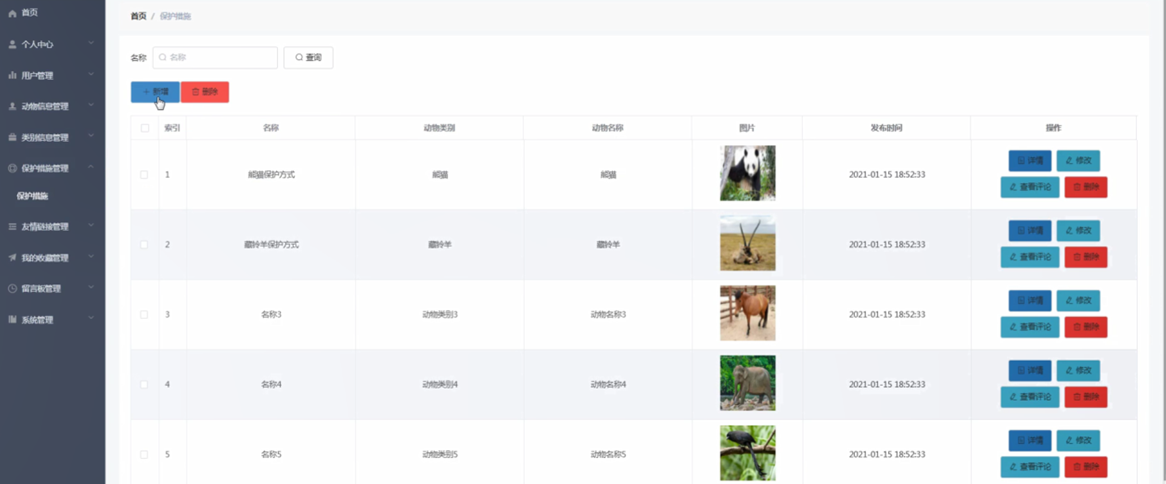 首页
个人中心
用户管理
动物信息管理
类别信息管理
保护措施管理
保护措施
友情链接管理
我的收藏管理
留言板管理
系统管理
首页 / 保护措施
名称 名称 查询
+ 新增 删除
索引 名称 动物类别 动物名称 图片 发布时间 操作
1 熊猫保护方式 熊猫 熊猫 2021-01-15 18:52:33 详情 修改
查看评论 删除
2 藏羚羊保护方式 藏羚羊 藏羚羊 2021-01-15 18:52:33 详情 修改
查看评论 删除
3 名称3 动物类别3 动物名称3 2021-01-15 18:52:33 详情 修改
查看评论 删除
4 名称4 动物类别4 动物名称4 2021-01-15 18:52:33 详情 修改
查看评论 删除
5 名称5 动物类别5 动物名称5 2021-01-15 18:52:33 详情 修改
查看评论 删除